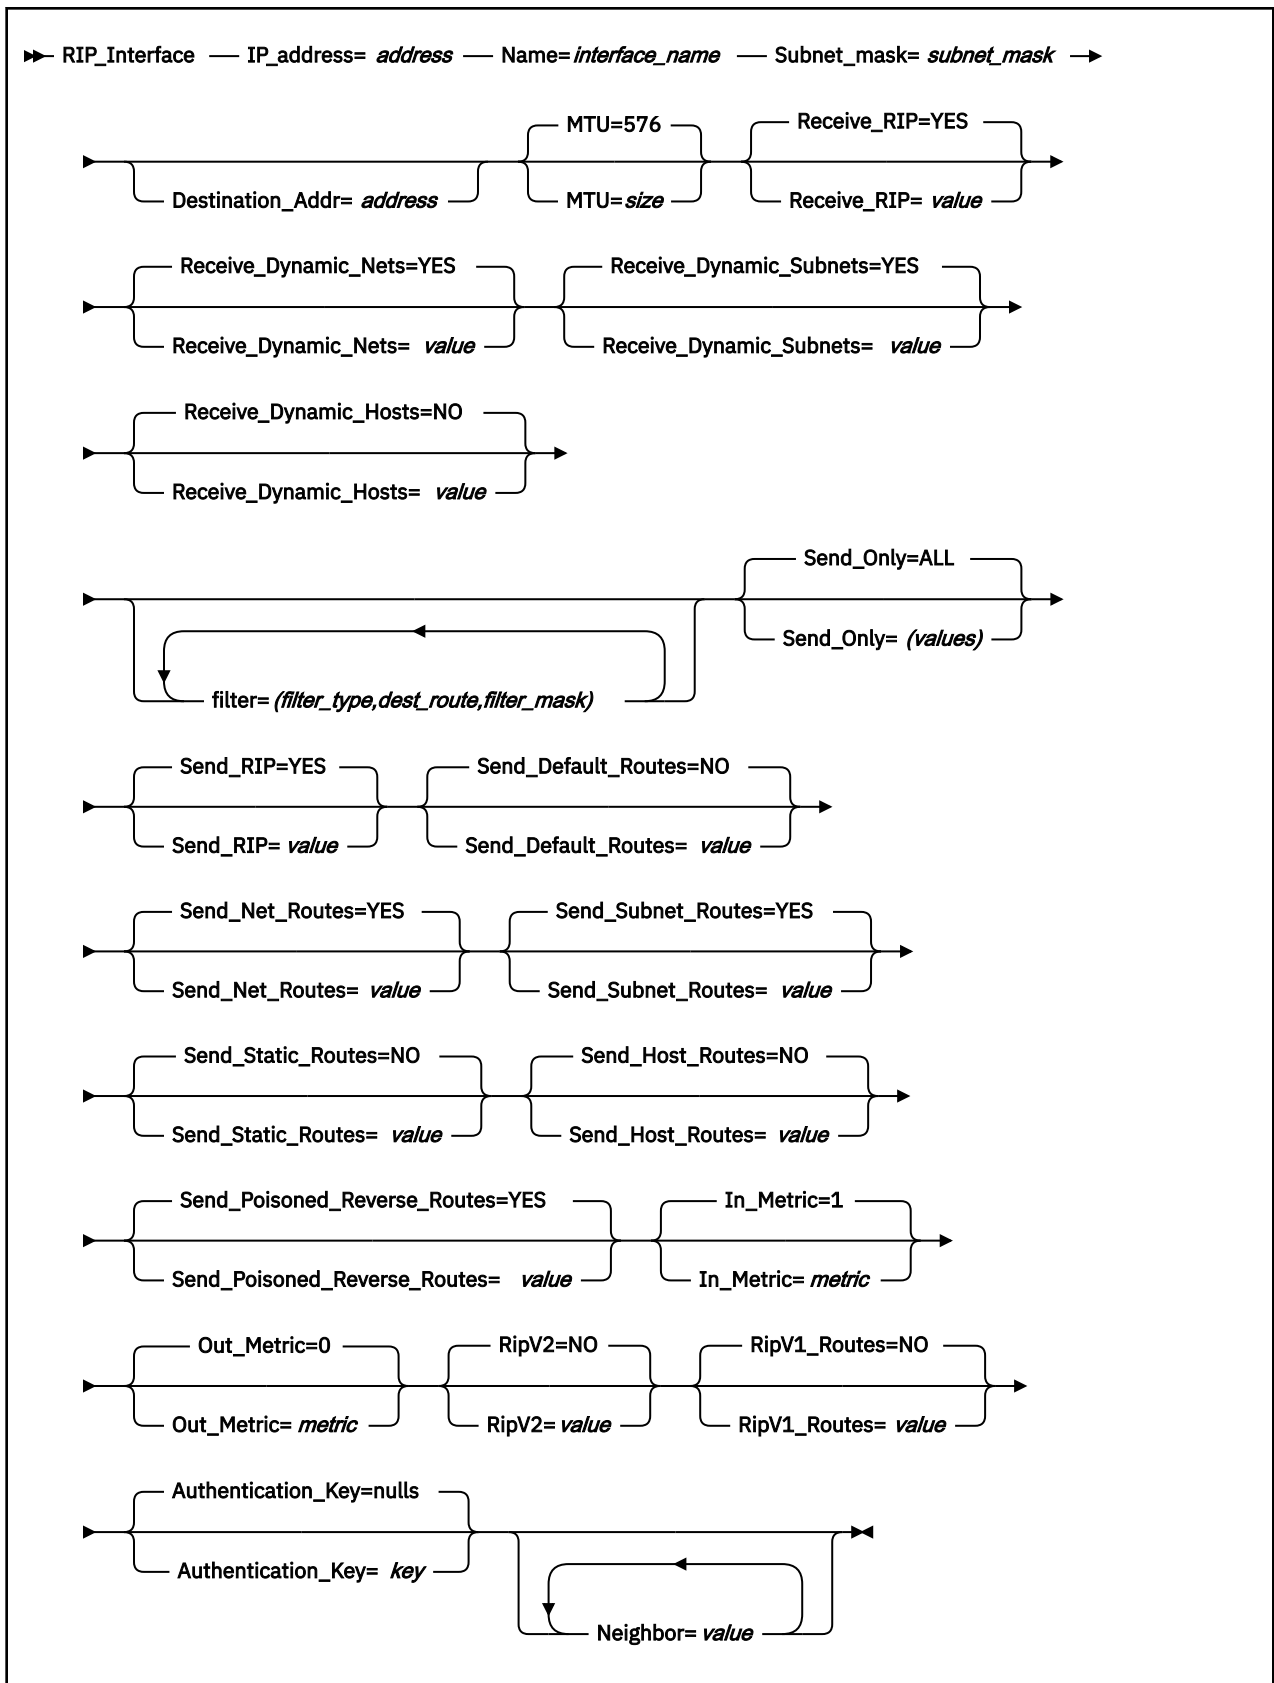 RIP_Interface IP_address= address Name=interface_name Subnet_mask= subnet_mask
MTU=576 Receive_RIP=YES
Destination_Addr= address MTU=size Receive_RIP= value
Receive_Dynamic_Nets=YES Receive_Dynamic_Subnets=YES
Receive_Dynamic_Nets= value Receive_Dynamic_Subnets= value
Receive_Dynamic_Hosts=NO
Receive_Dynamic_Hosts= value
Send_Only=ALL
Send_Only= (values)
filter=(filter_type,dest_route,filter_mask)
Send_RIP=YES Send_Default_Routes=NO
Send_RIP=value Send_Default_Routes= value
Send_Net_Routes=YES Send_Subnet_Routes=YES
Send_Net_Routes= value Send_Subnet_Routes= value
Send_Static_Routes=NO Send_Host_Routes=NO
Send_Static_Routes= value Send_Host_Routes= value
Send_Poisoned_Reverse_Routes=YES In_Metric=1
Send_Poisoned_Reverse_Routes= value In_Metric=metric
Out_Metric=0 RipV2=NO RipV1_Routes=NO
Out_Metric=metric RipV2=value RipV1_Routes= value
Authentication_Key=nulls
Authentication_Key= key
Neighbor=value